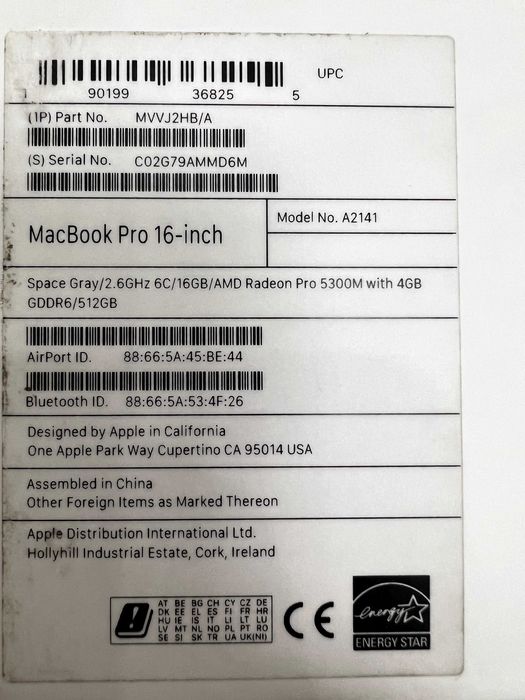 UPC
1 90199 36825 5
(1P) Part No. MVVJ2HB/A
(S) Serial No. C02G79AMMD6M
MacBook Pro 16-inch
Model No. A2141
Space Gray/2.6GHz 6C/16GB/AMD Radeon Pro 5300M with 4GB
GDDR6/512GB
AirPort ID. 88:66:5A:45:BE:44
Bluetooth ID. 88:66:5A:53:4F:26
Designed by Apple in California
One Apple Park Way Cupertino CA 95014 USA
Assembled in China
Other Foreign Items as Marked Thereon
Apple Distribution International Ltd.
Hollyhill Industrial Estate, Cork, Ireland
AT BE BG CH CY CZ DE
DK EE EL ES FI FR HR
HU IE IS IT LI LT LU
LV MT NL NO PL PT RO
SE SI SK TR UA UK(NI)
CE
energy
ENERGY STAR